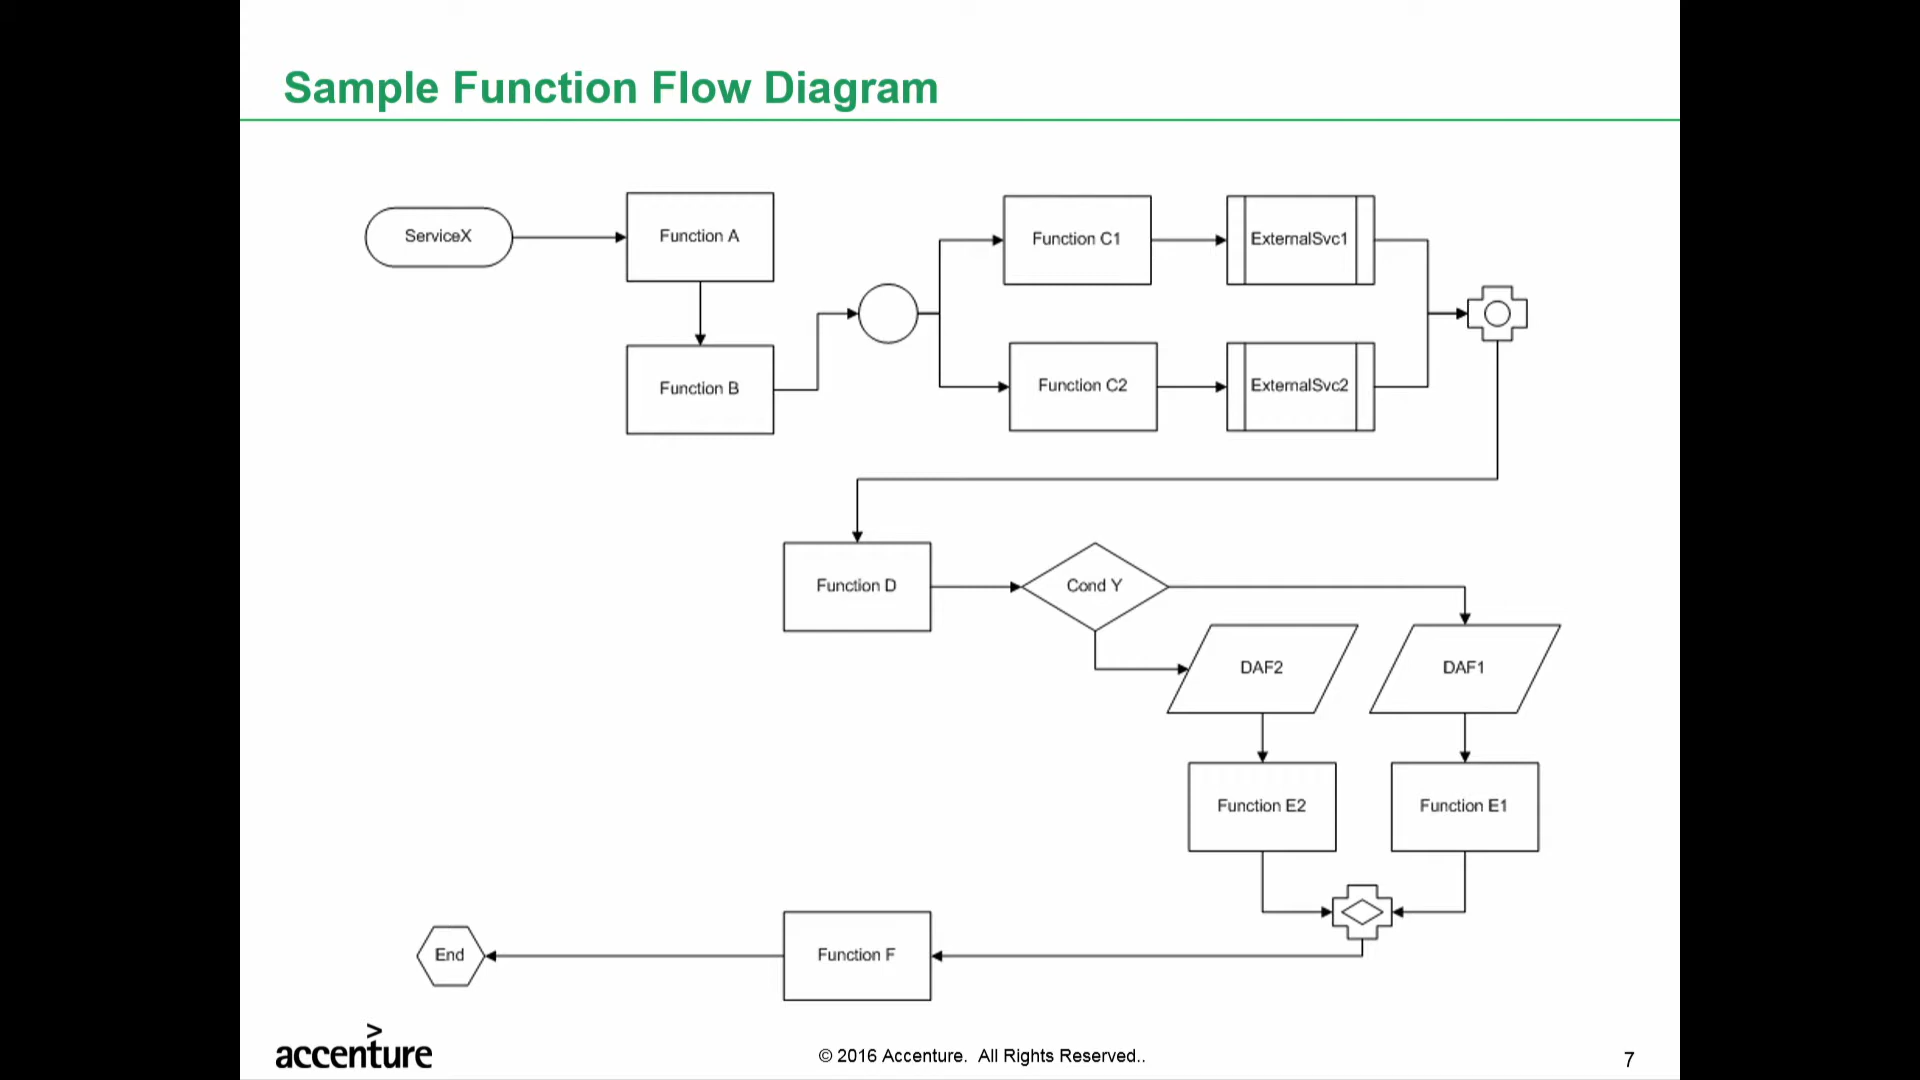 Sample Function Flow Diagram
ServiceX
Function A
Function B
Function C1
ExternalSvc1
Function C2
ExternalSvc2
Function D
Cond Y
DAF2
DAF1
Function E2
Function E1
Function F
End
>
accenture
© 2016 Accenture.  All Rights Reserved..
7